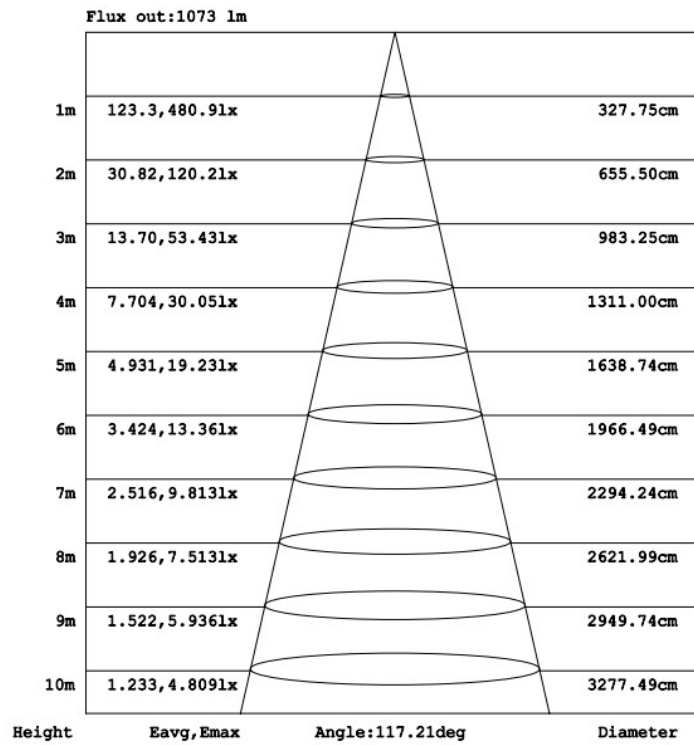 Flux out:1073 lm
1m 123.3,480.9lx 327.75cm
2m 30.82,120.2lx 655.50cm
3m 13.70,53.43lx 983.25cm
4m 7.704,30.05lx 1311.00cm
5m 4.931,19.23lx 1638.74cm
6m 3.424,13.36lx 1966.49cm
7m 2.516,9.813lx 2294.24cm
8m 1.926,7.513lx 2621.99cm
9m 1.522,5.936lx 2949.74cm
10m 1.233,4.809lx 3277.49cm
Height Eavg,Emax Angle:117.21deg Diameter